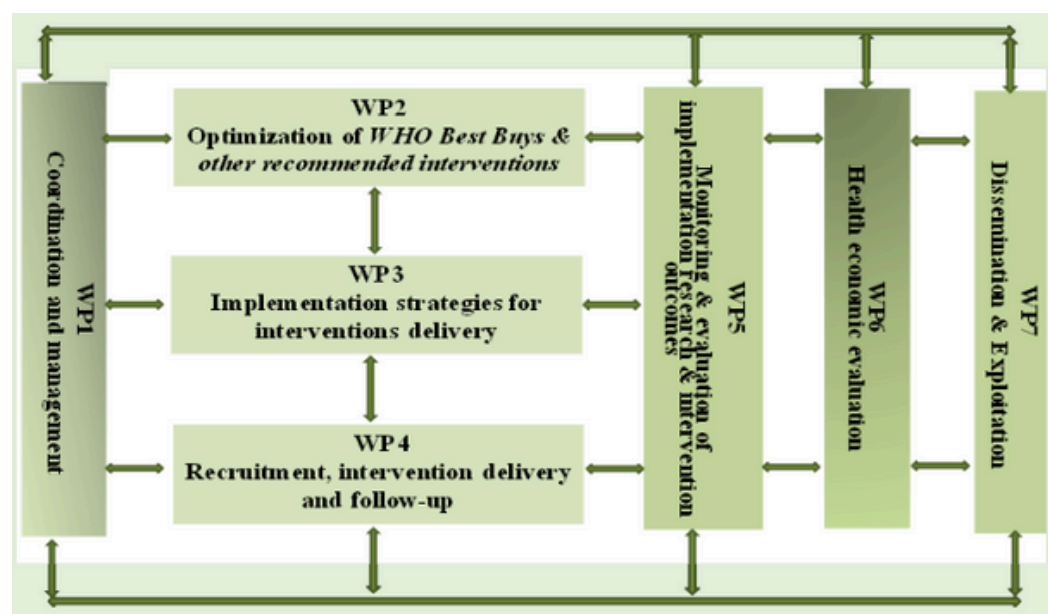 WP1
Coordination and management
WP2
Optimization of WHO Best Buys &
other recommended interventions
WP3
Implementation strategies for
interventions delivery
WP4
Recruitment, intervention delivery
and follow-up
WP5
Monitoring & evaluation of
implementation research & intervention
outcomes
WP6
Health economic evaluation
WP7
Dissemination & Exploitation